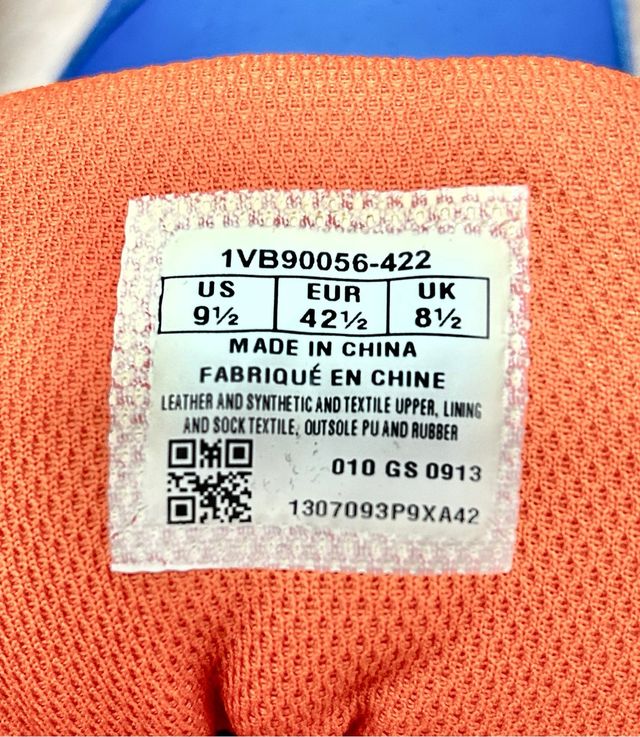 1VB90056-422
US EUR UK
9½ 42½ 8½
MADE IN CHINA
FABRIQUÉ EN CHINE
LEATHER AND SYNTHETIC AND TEXTILE UPPER, LINING
AND SOCK TEXTILE, OUTSOLE PU AND RUBBER
010 GS 0913
1307093P9XA42